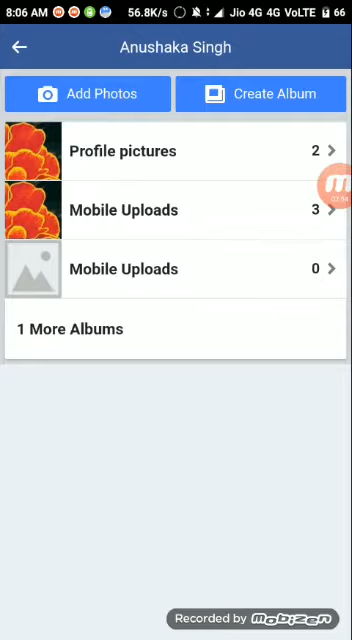 8:06 AM 56.8K/s Jio 4G 4G VoLTE 66
Anushaka Singh
Add Photos Create Album
Profile pictures 2
Mobile Uploads 3
Mobile Uploads 0
1 More Albums
Recorded by MOBIZEN